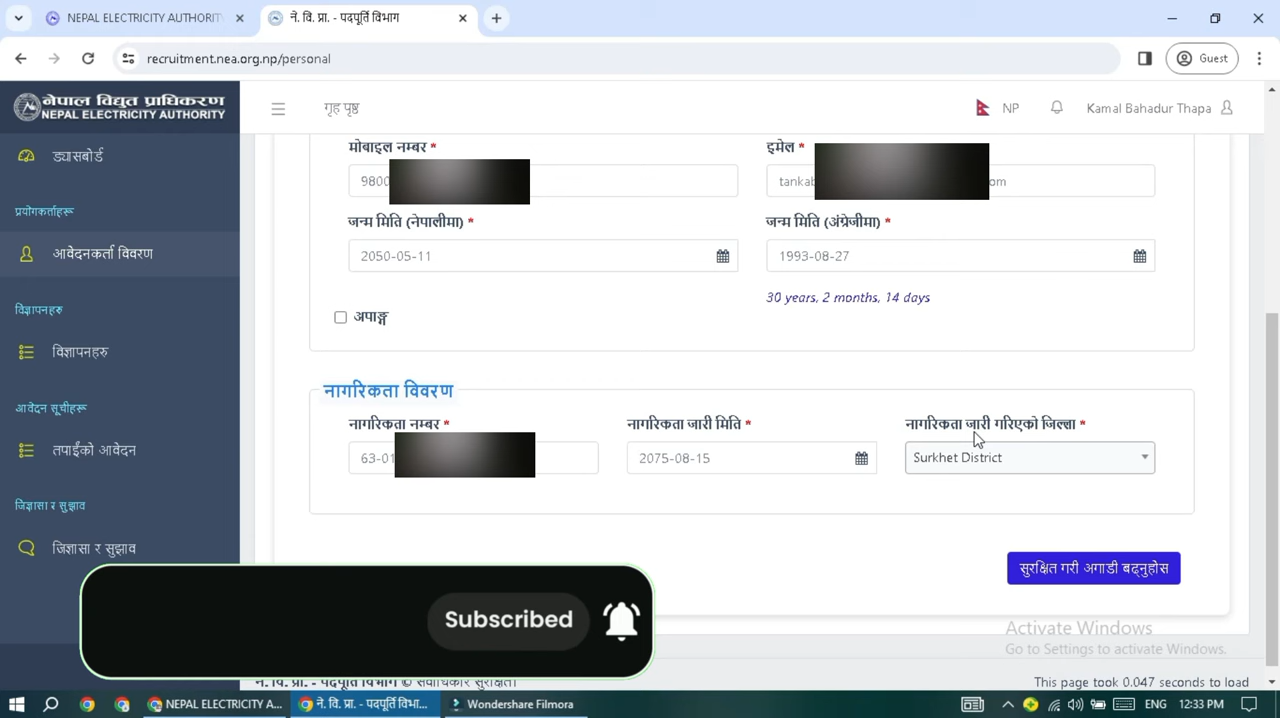 NEPAL ELECTRICITY AUTHORITY
ने. वि. प्रा. - पदपूर्ति विभाग
recruitment.nea.org.np/personal
Guest
नेपाल विद्युत प्राधिकरण
NEPAL ELECTRICITY AUTHORITY
गृह पृष्ठ
NP
Kamal Bahadur Thapa
ड्यासबोर्ड
प्रयोगकर्ताहरू
आवेदनकर्ता विवरण
विज्ञापनहरु
विज्ञापनहरु
आवेदन सूचीहरू
तपाईंको आवेदन
जिज्ञासा र सुझाव
जिज्ञासा र सुझाव
मोबाइल नम्बर *
इमेल *
9800
tankab
om
जन्म मिति (नेपालीमा) *
जन्म मिति (अंग्रेजीमा) *
2050-05-11
1993-08-27
30 years, 2 months, 14 days
अपाङ्ग
नागरिकता विवरण
नागरिकता नम्बर *
नागरिकता जारी मिति *
नागरिकता जारी गरिएको जिल्ला *
63-01
2075-08-15
Surkhet District
सुरक्षित गरी अगाडी बढ्नुहोस
Subscribed
Activate Windows
Go to Settings to activate Windows.
ने. वि. प्रा. - पदपूर्ति विभाग © सर्वाधिकार सुरक्षित।
This page took 0.047 seconds to load
NEPAL ELECTRICITY A...
ने. वि. प्रा. - पदपूर्ति विभा...
Wondershare Filmora
ENG
12:33 PM